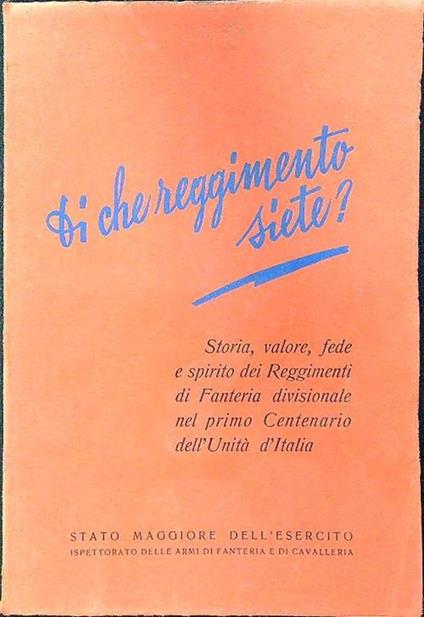 Di che reggimento
siete?
Storia, valore, fede
e spirito dei Reggimenti
di Fanteria divisionale
nel primo Centenario
dell'Unità d'Italia
STATO MAGGIORE DELL'ESERCITO
ISPETTORATO DELLE ARMI DI FANTERIA E DI CAVALLERIA